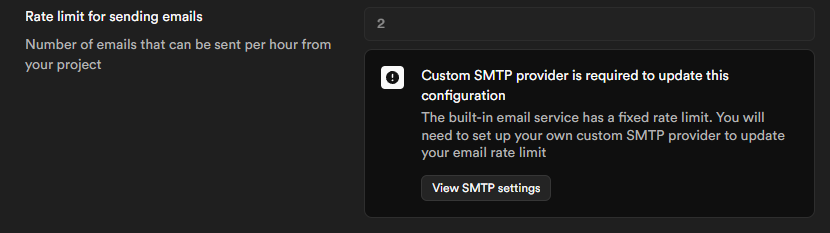 Rate limit for sending emails
2
Number of emails that can be sent per hour from
your project
Custom SMTP provider is required to update this
configuration
The built-in email service has a fixed rate limit. You will
need to set up your own custom SMTP provider to update
your email rate limit
View SMTP settings